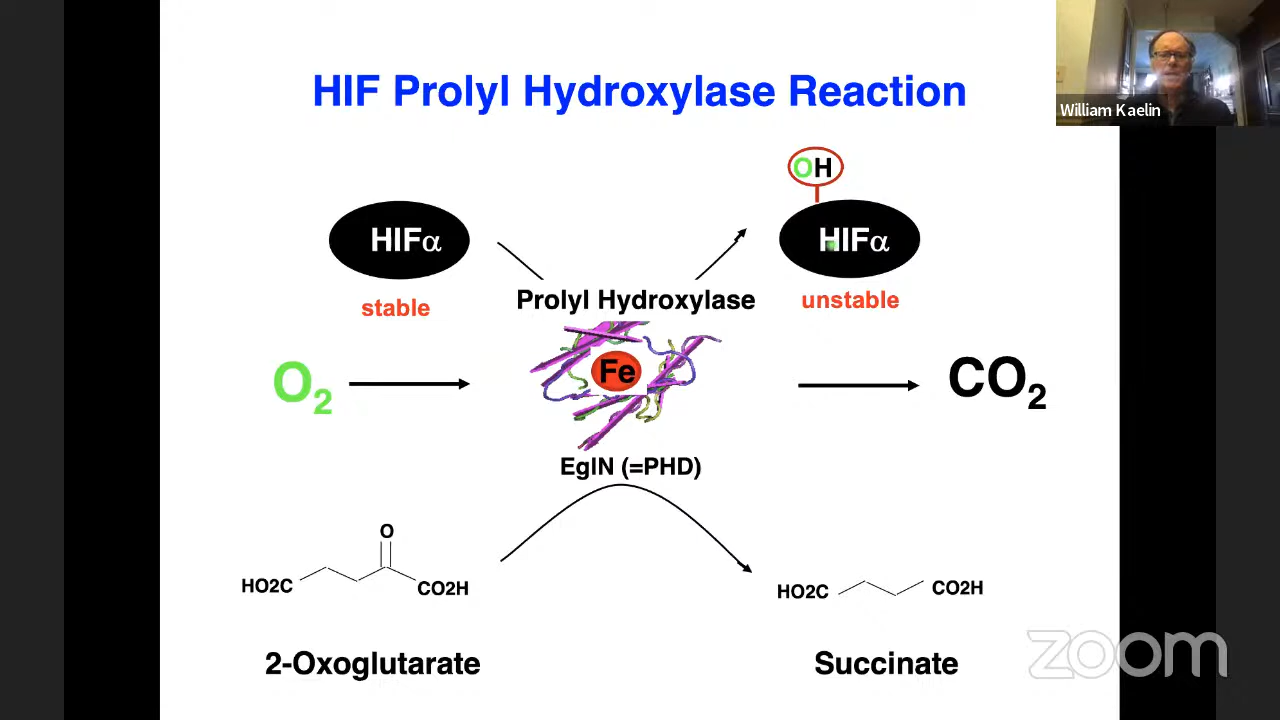 HIF Prolyl Hydroxylase Reaction
William Kaelin
OH
HIFα
HIFα
stable
Prolyl Hydroxylase
unstable
O2
Fe
CO2
EglN (=PHD)
O
HO2C
CO2H
HO2C
CO2H
2-Oxoglutarate
Succinate
zoom